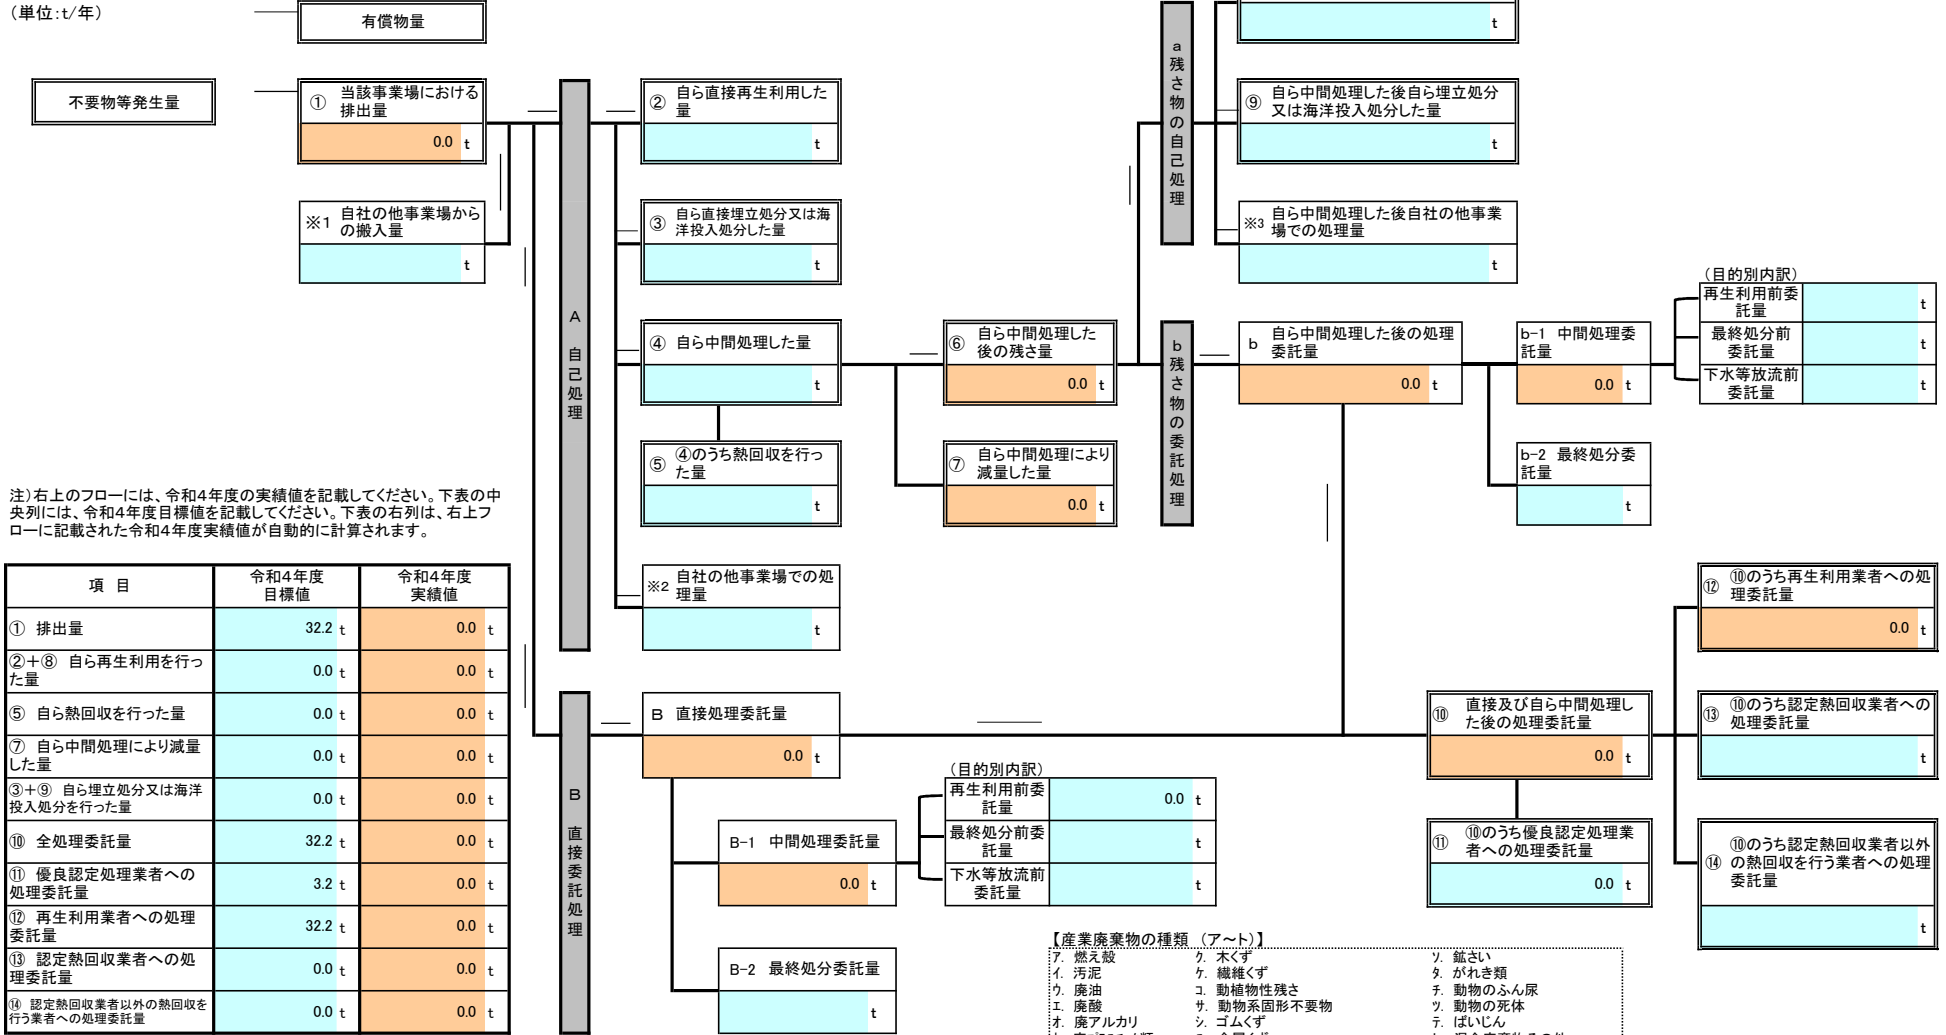 （単位：t/年）
有償物量
t
不要物等発生量
① 当該事業場における
排出量
0.0 t
※1 自社の他事業場から
の搬入量
t
A 自己処理
② 自ら直接再生利用した
量
t
③ 自ら直接埋立処分又は海
洋投入処分した量
t
④ 自ら中間処理した量
t
⑤ ④のうち熱回収を行っ
た量
t
※2 自社の他事業場での処
理量
t
⑥ 自ら中間処理した
後の残さ量
0.0 t
⑦ 自ら中間処理により
減量した量
0.0 t
a 残さ物の自己処理
⑨ 自ら中間処理した後自ら埋立処分
又は海洋投入処分した量
t
※3 自ら中間処理した後自社の他事業
場での処理量
t
b 残さ物の委託処理
b 自ら中間処理した後の処理
委託量
0.0 t
b-1 中間処理委
託量
0.0 t
b-2 最終処分委
託量
t
（目的別内訳）
再生利用前委
託量
t
最終処分前
委託量
t
下水等放流前
委託量
t
注）右上のフローには、令和４年度の実績値を記載してください。下表の中
央列には、令和４年度目標値を記載してください。下表の右列は、右上フ
ローに記載された令和４年度実績値が自動的に計算されます。
項 目
令和４年度
目標値
令和４年度
実績値
① 排出量 32.2 t 0.0 t
②＋⑧ 自ら再生利用を行っ
た量
0.0 t 0.0 t
⑤ 自ら熱回収を行った量 0.0 t 0.0 t
⑦ 自ら中間処理により減量
した量
0.0 t 0.0 t
③＋⑨ 自ら埋立処分又は海洋
投入処分を行った量
0.0 t 0.0 t
⑩ 全処理委託量 32.2 t 0.0 t
⑪ 優良認定処理業者への
処理委託量
3.2 t 0.0 t
⑫ 再生利用業者への処理
委託量
32.2 t 0.0 t
⑬ 認定熱回収業者への処
理委託量
0.0 t 0.0 t
⑭ 認定熱回収業者以外の熱回収を
行う業者への処理委託量
0.0 t 0.0 t
B 直接委託処理
B 直接処理委託量
0.0 t
B-1 中間処理委託量
0.0 t
B-2 最終処分委託量
t
（目的別内訳）
再生利用前委
託量
0.0 t
最終処分前委
託量
t
下水等放流前
委託量
t
⑩ 直接及び自ら中間処理し
た後の処理委託量
0.0 t
⑪ ⑩のうち優良認定処理業
者への処理委託量
0.0 t
⑫ ⑩のうち再生利用業者への処
理委託量
0.0 t
⑬ ⑩のうち認定熱回収業者への
処理委託量
t
⑭ ⑩のうち認定熱回収業者以外
の熱回収を行う業者への処理
委託量
t
【産業廃棄物の種類 （ア～ト）】
ア. 燃え殻 ク. 木くず ソ. 鉱さい
イ. 汚泥 ケ. 繊維くず タ. がれき類
ウ. 廃油 コ. 動植物性残さ チ. 動物のふん尿
エ. 廃酸 サ. 動物系固形不要物 ツ. 動物の死体
オ. 廃アルカリ シ. ゴムくず テ. ばいじん